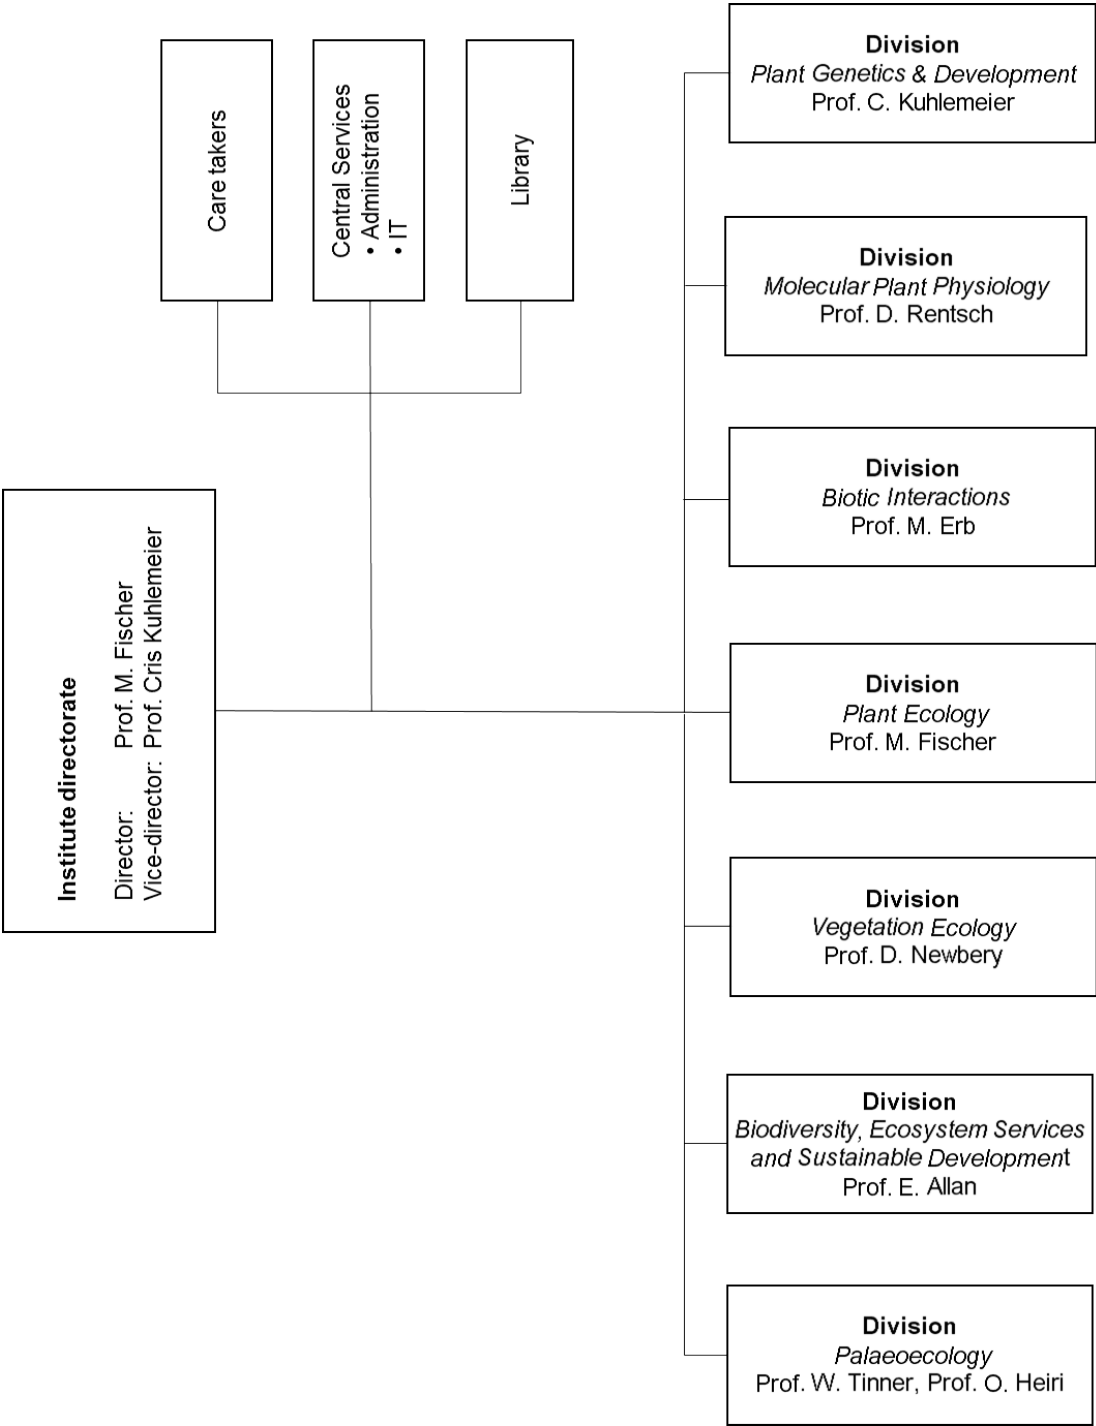 Care takers
Central Services
• Administration
• IT
Library
Institute directorate
Director: Prof. M. Fischer
Vice-director: Prof. Cris Kuhlemeier
Division
Plant Genetics & Development
Prof. C. Kuhlemeier
Division
Molecular Plant Physiology
Prof. D. Rentsch
Division
Biotic Interactions
Prof. M. Erb
Division
Plant Ecology
Prof. M. Fischer
Division
Vegetation Ecology
Prof. D. Newbery
Division
Biodiversity, Ecosystem Services
and Sustainable Development
Prof. E. Allan
Division
Palaeoecology
Prof. W. Tinner, Prof. O. Heiri